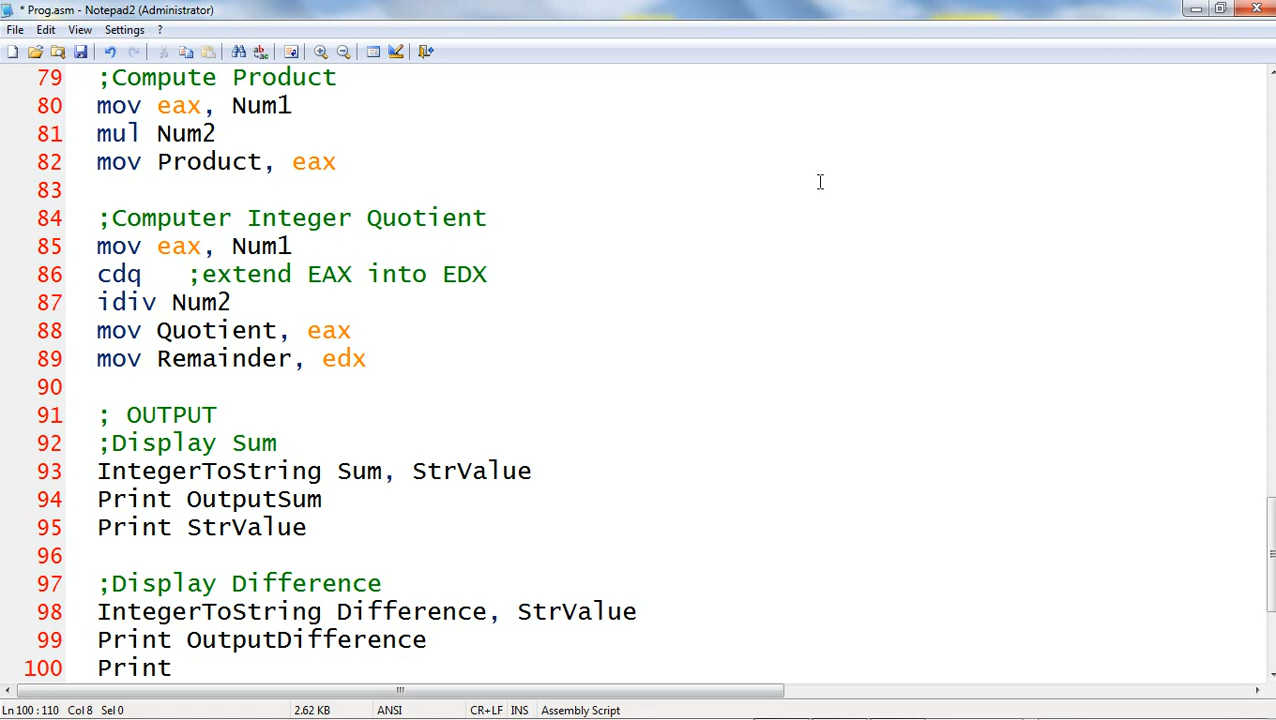 * Prog.asm - Notepad2 (Administrator)
File Edit View Settings ?
79 ;Compute Product
80 mov eax, Num1
81 mul Num2
82 mov Product, eax
83
84 ;Computer Integer Quotient
85 mov eax, Num1
86 cdq ;extend EAX into EDX
87 idiv Num2
88 mov Quotient, eax
89 mov Remainder, edx
90
91 ; OUTPUT
92 ;Display Sum
93 IntegerToString Sum, StrValue
94 Print OutputSum
95 Print StrValue
96
97 ;Display Difference
98 IntegerToString Difference, StrValue
99 Print OutputDifference
100 Print
Ln 100 : 110 Col 8 Sel 0 2.62 KB ANSI CR+LF INS Assembly Script